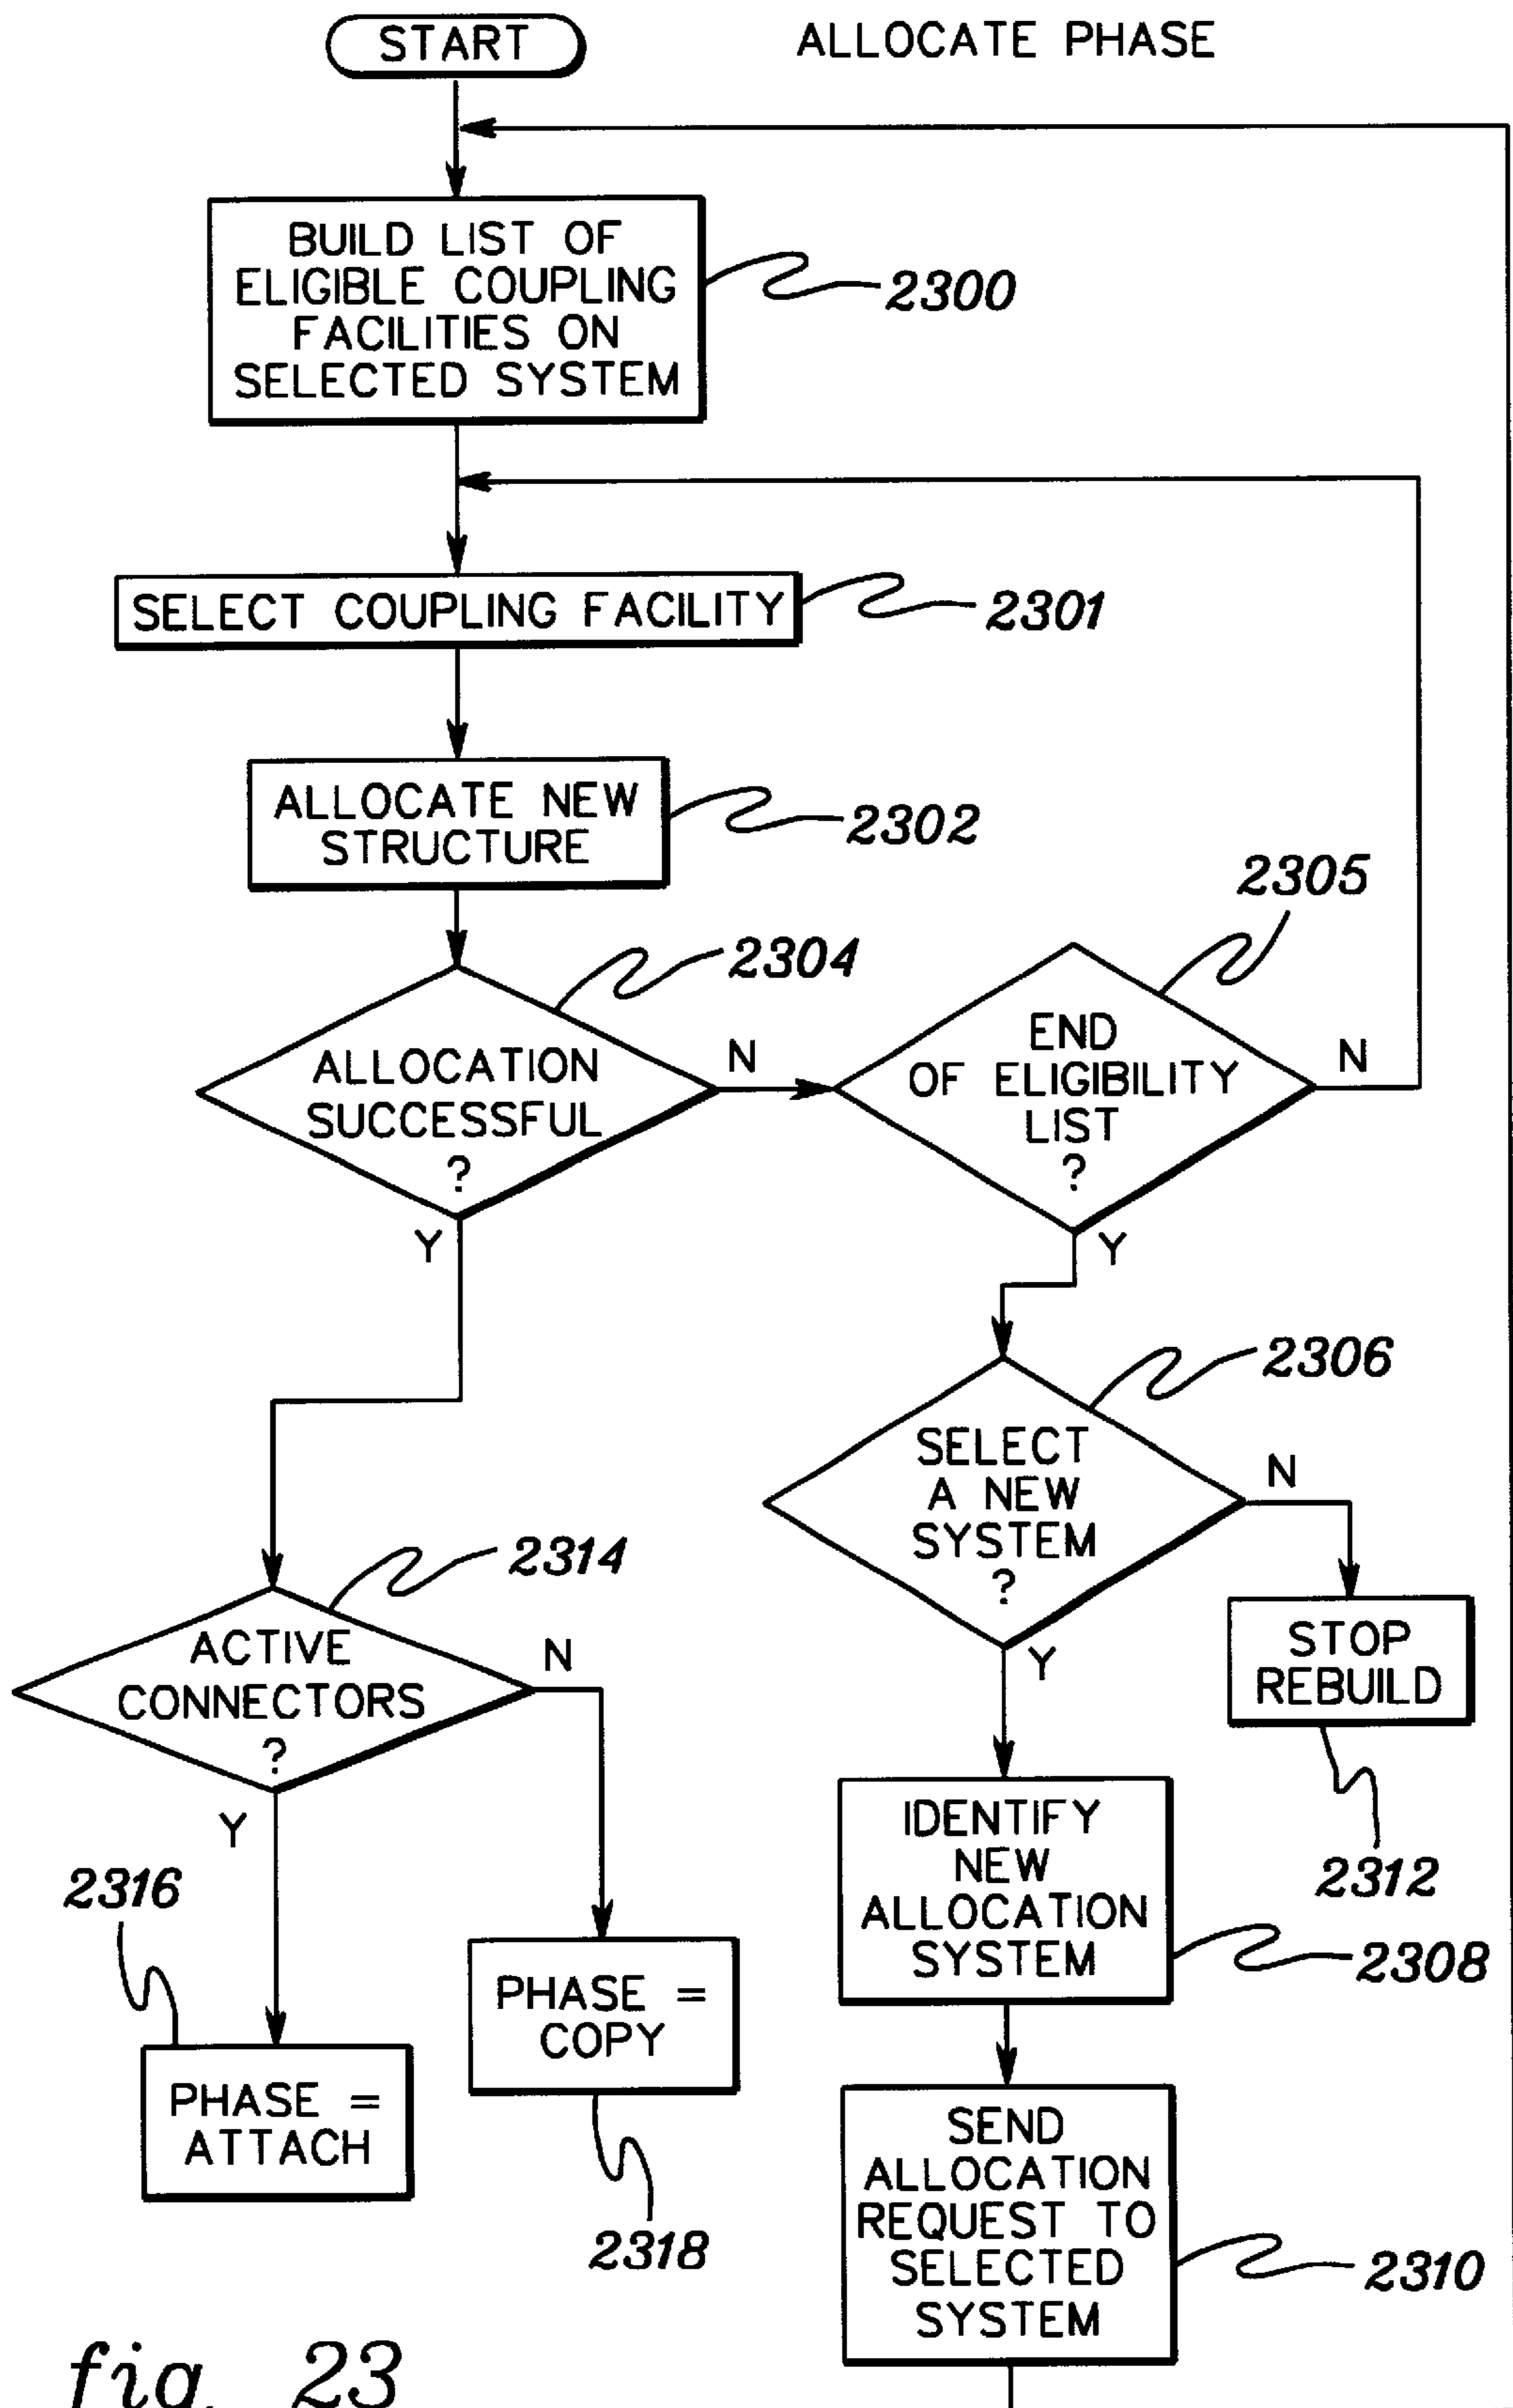 START
ALLOCATE PHASE
BUILD LIST OF
ELIGIBLE COUPLING
FACILITIES ON
SELECTED SYSTEM
2300
SELECT COUPLING FACILITY
2301
ALLOCATE NEW
STRUCTURE
2302
2304
2305
ALLOCATION
SUCCESSFUL
?
N
Y
END
OF ELIGIBILITY
LIST
?
N
Y
2306
SELECT
A NEW
SYSTEM
?
N
Y
STOP
REBUILD
2312
2314
ACTIVE
CONNECTORS
?
N
Y
2316
PHASE =
ATTACH
PHASE =
COPY
2318
IDENTIFY
NEW
ALLOCATION
SYSTEM
2308
SEND
ALLOCATION
REQUEST TO
SELECTED
SYSTEM
2310
fig. 23